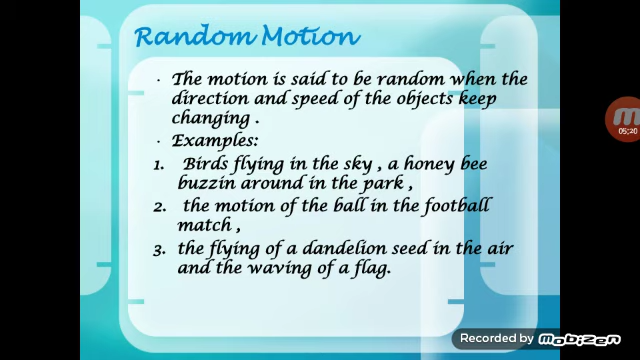 Random Motion
· The motion is said to be random when the
direction and speed of the objects keep
changing .
· Examples:
1. Birds flying in the sky , a honey bee
buzzin around in the park ,
2. the motion of the ball in the football
match ,
3. the flying of a dandelion seed in the air
and the waving of a flag.
05:20
Recorded by mobizen